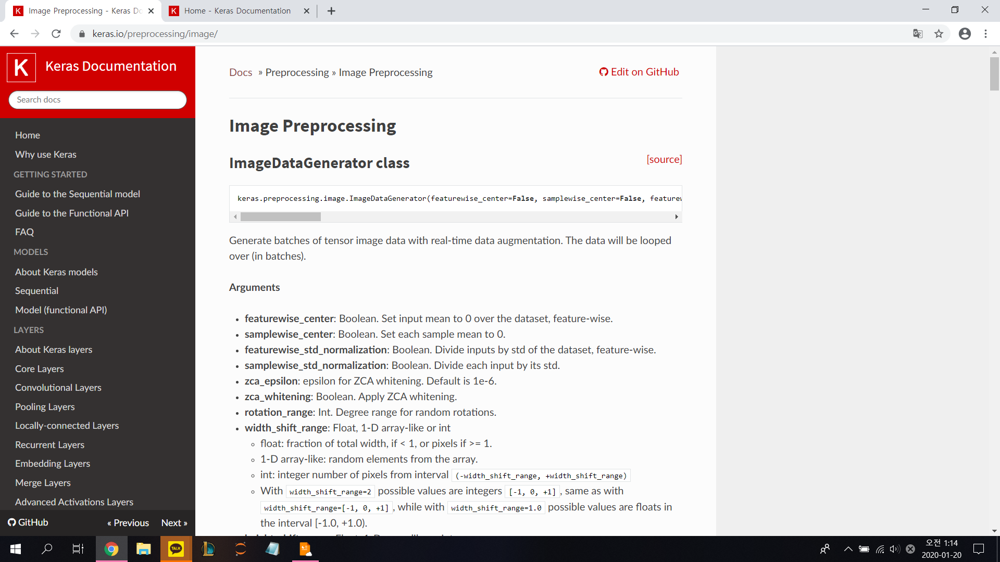 Image Preprocessing - Keras Do
Home - Keras Documentation
keras.io/preprocessing/image/
K
Keras Documentation
Search docs
Home
Why use Keras
GETTING STARTED
Guide to the Sequential model
Guide to the Functional API
FAQ
MODELS
About Keras models
Sequential
Model (functional API)
LAYERS
About Keras layers
Core Layers
Convolutional Layers
Pooling Layers
Locally-connected Layers
Recurrent Layers
Embedding Layers
Merge Layers
Advanced Activations Layers
GitHub « Previous Next »
Docs » Preprocessing » Image Preprocessing
Edit on GitHub
Image Preprocessing
ImageDataGenerator class
[source]
keras.preprocessing.image.ImageDataGenerator(featurewise_center=False, samplewise_center=False, featurew
Generate batches of tensor image data with real-time data augmentation. The data will be looped
over (in batches).
Arguments
• featurewise_center: Boolean. Set input mean to 0 over the dataset, feature-wise.
• samplewise_center: Boolean. Set each sample mean to 0.
• featurewise_std_normalization: Boolean. Divide inputs by std of the dataset, feature-wise.
• samplewise_std_normalization: Boolean. Divide each input by its std.
• zca_epsilon: epsilon for ZCA whitening. Default is 1e-6.
• zca_whitening: Boolean. Apply ZCA whitening.
• rotation_range: Int. Degree range for random rotations.
• width_shift_range: Float, 1-D array-like or int
◦ float: fraction of total width, if < 1, or pixels if >= 1.
◦ 1-D array-like: random elements from the array.
◦ int: integer number of pixels from interval (-width_shift_range, +width_shift_range)
◦ With width_shift_range=2 possible values are integers [-1, 0, +1], same as with
width_shift_range=[-1, 0, +1], while with width_shift_range=1.0 possible values are floats in
the interval [-1.0, +1.0).
TALK
오전 1:14
2020-01-20